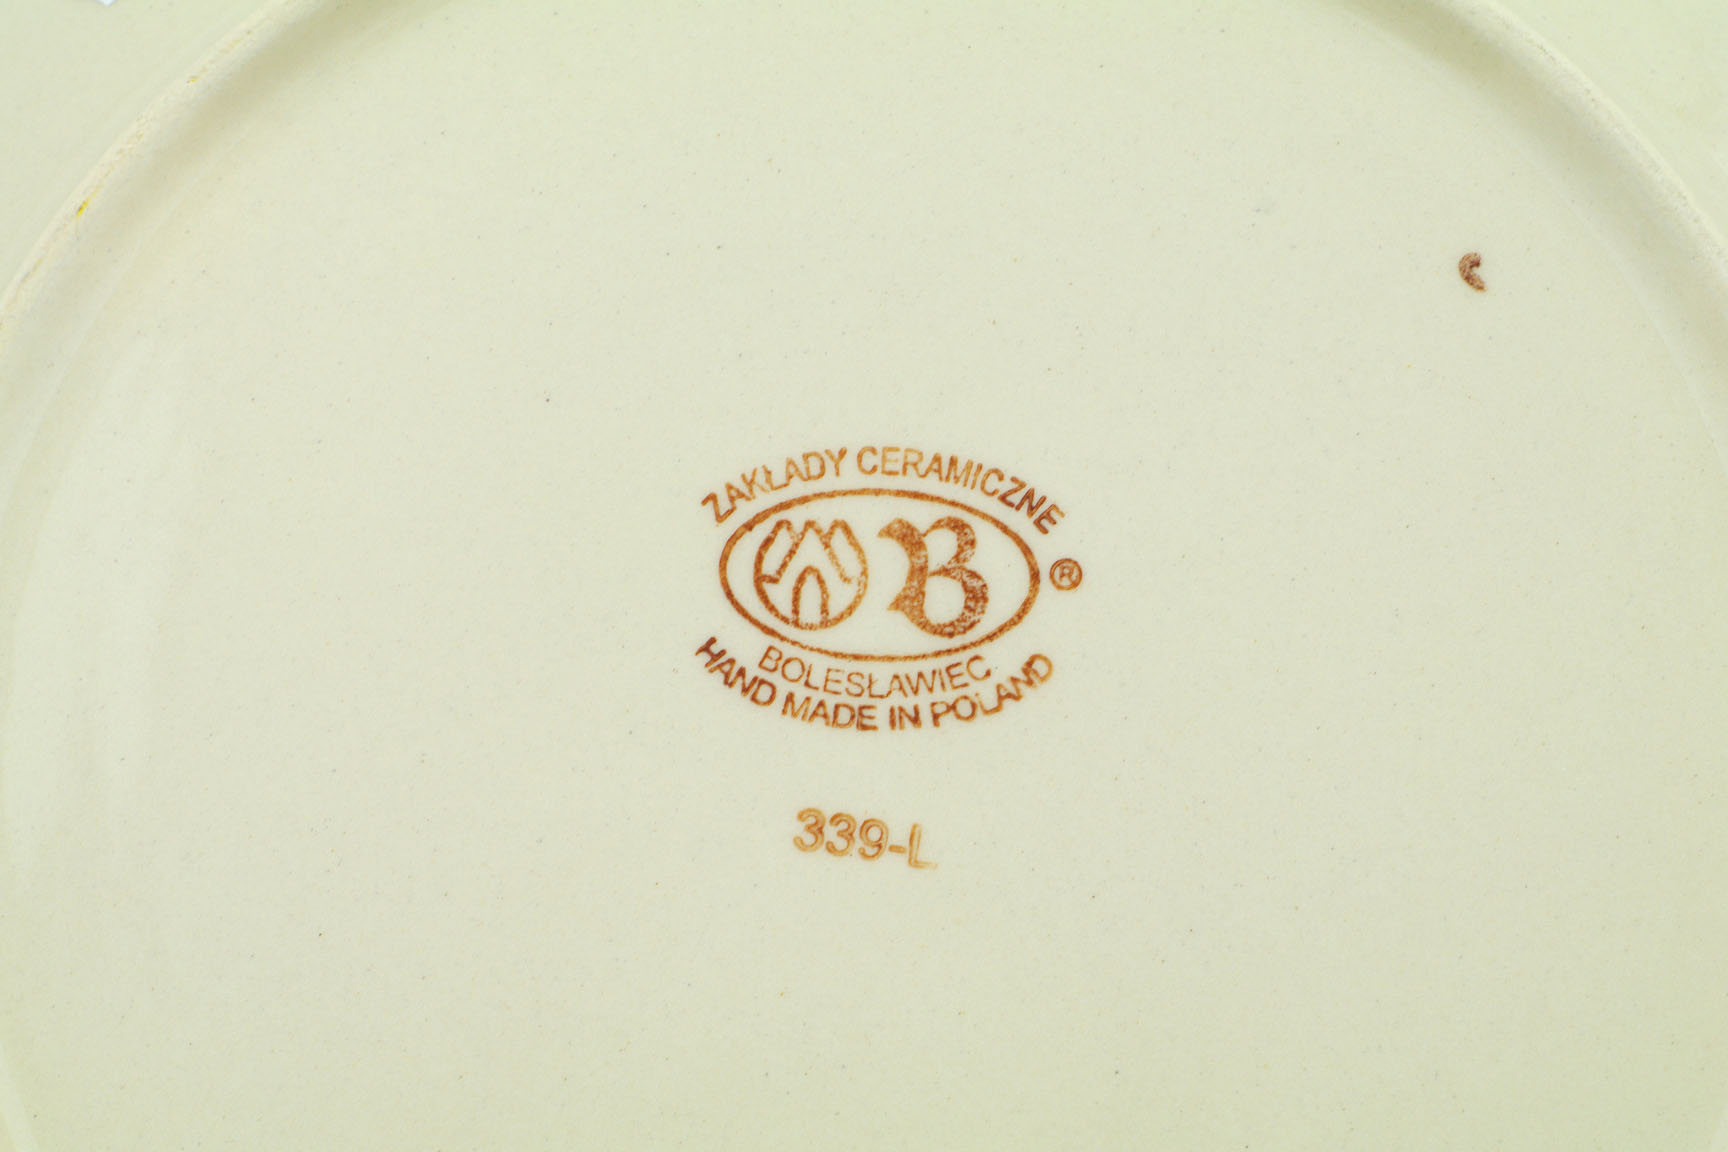 ZAKŁADY CERAMICZNE
B ®
BOLESŁAWIEC
HAND MADE IN POLAND
339-L